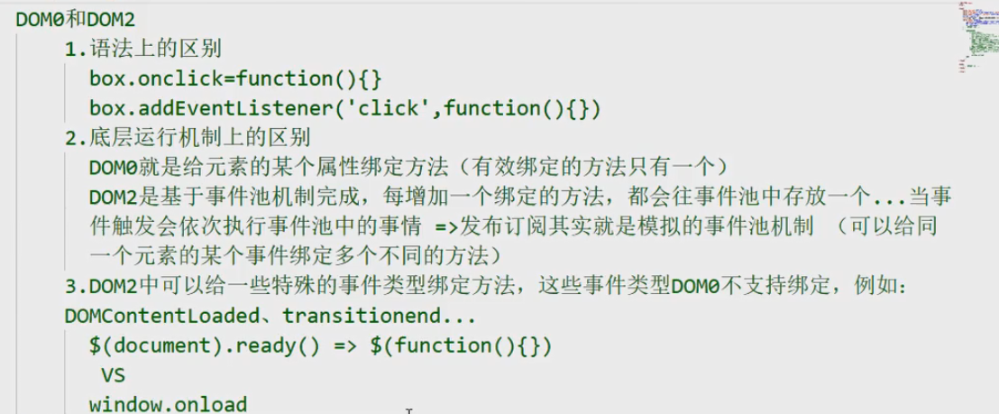 DOM0和DOM2
1.语法上的区别
box.onclick=function(){}
box.addEventListener('click',function(){})
2.底层运行机制上的区别
DOM0就是给元素的某个属性绑定方法（有效绑定的方法只有一个）
DOM2是基于事件池机制完成，每增加一个绑定的方法，都会往事件池中存放一个...当事
件触发会依次执行事件池中的事情 =>发布订阅其实就是模拟的事件池机制 （可以给同
一个元素的某个事件绑定多个不同的方法）
3.DOM2中可以给一些特殊的事件类型绑定方法，这些事件类型DOM0不支持绑定，例如：
DOMContentLoaded、transitionend...
$(document).ready() => $(function(){})
VS
window.onload